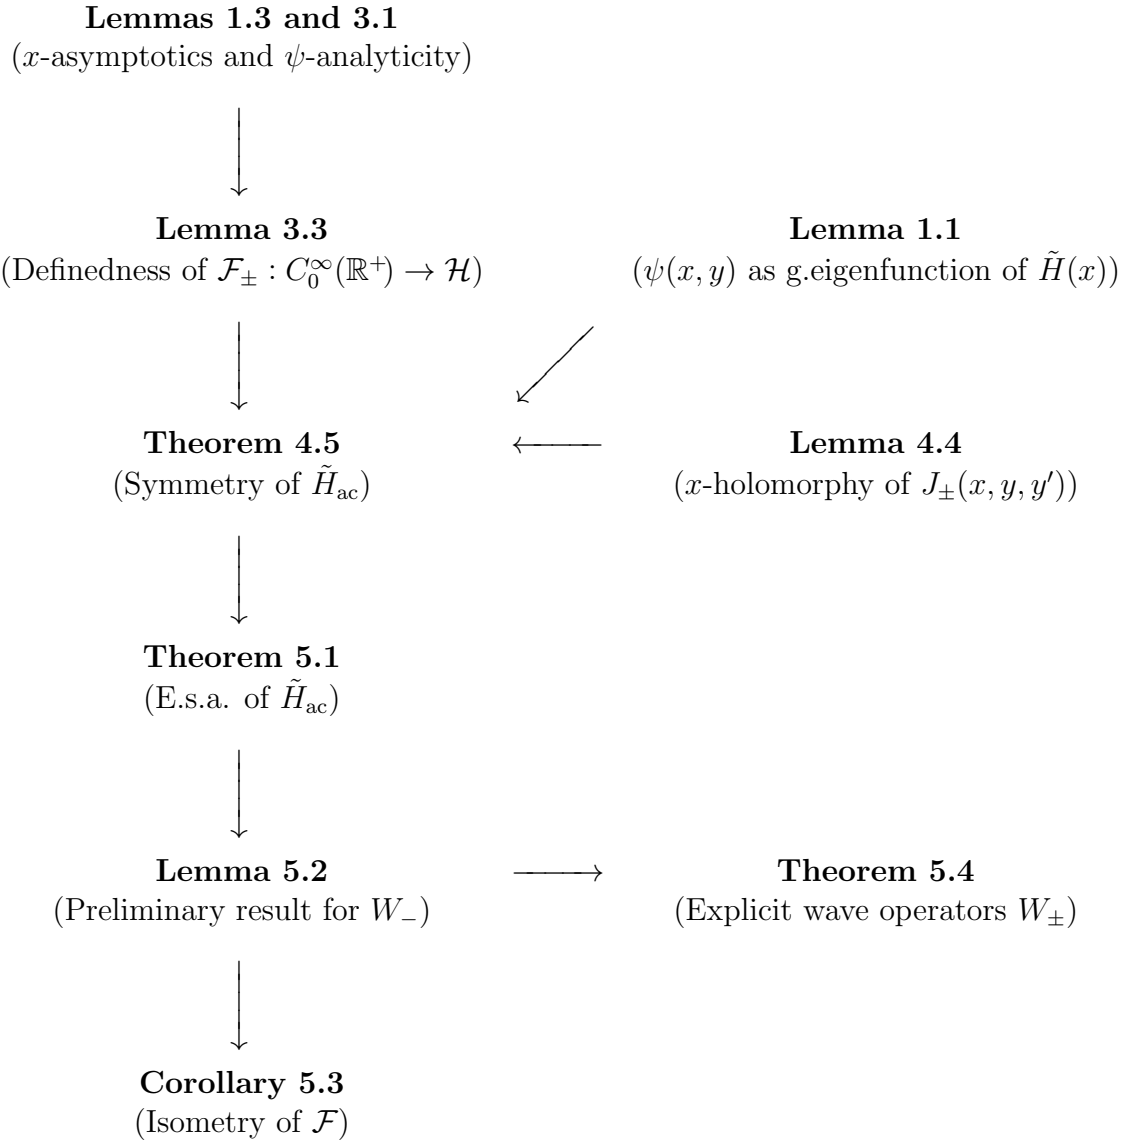 Lemmas 1.3 and 3.1
(x-asymptotics and ψ-analyticity)
Lemma 3.3
(Definedness of ℱ± : C₀^∞(ℝ⁺) → ℋ)
Lemma 1.1
(ψ(x, y) as g.eigenfunction of H̃(x))
Theorem 4.5
(Symmetry of H̃ac)
Lemma 4.4
(x-holomorphy of J±(x, y, y′))
Theorem 5.1
(E.s.a. of H̃ac)
Lemma 5.2
(Preliminary result for W₋)
Theorem 5.4
(Explicit wave operators W±)
Corollary 5.3
(Isometry of ℱ)